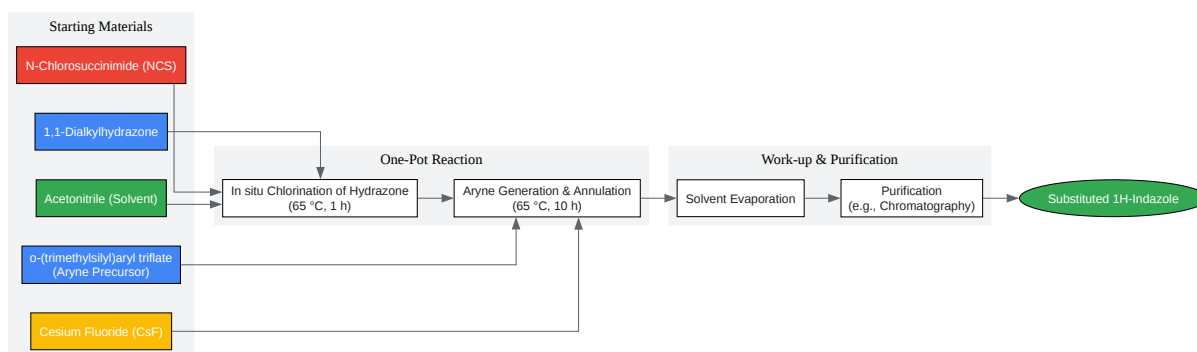 Starting Materials
N-Chlorosuccinimide (NCS)
1,1-Dialkylhydrazone
Acetonitrile (Solvent)
o-(trimethylsilyl)aryl triflate
(Aryne Precursor)
Cesium Fluoride (CsF)
One-Pot Reaction
In situ Chlorination of Hydrazone
(65 °C, 1 h)
Aryne Generation & Annulation
(65 °C, 10 h)
Work-up & Purification
Solvent Evaporation
Purification
(e.g., Chromatography)
Substituted 1H-Indazole